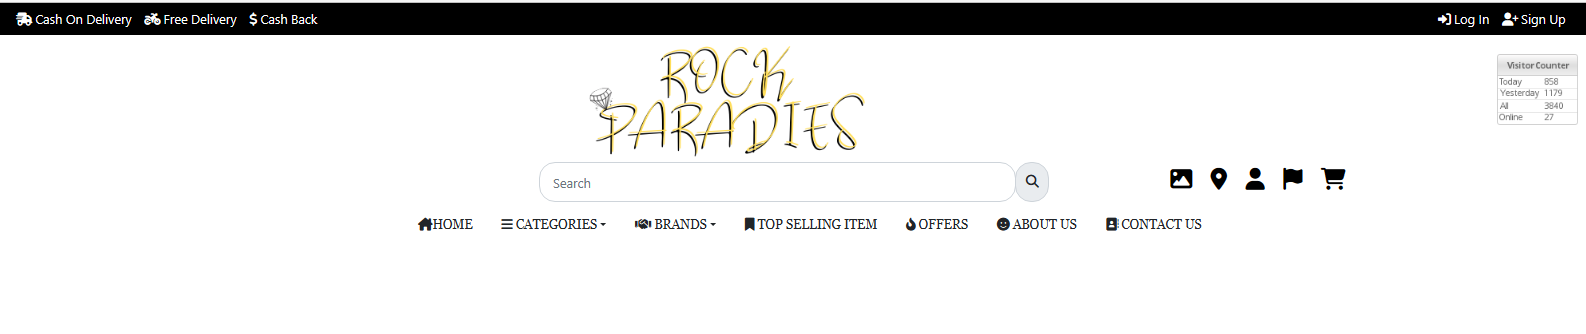 Cash On Delivery Free Delivery Cash Back Log In Sign Up
ROCK
PARADIES
Visitor Counter
Today 858
Yesterday 1179
All 3840
Online 27
Search
HOME CATEGORIES BRANDS TOP SELLING ITEM OFFERS ABOUT US CONTACT US